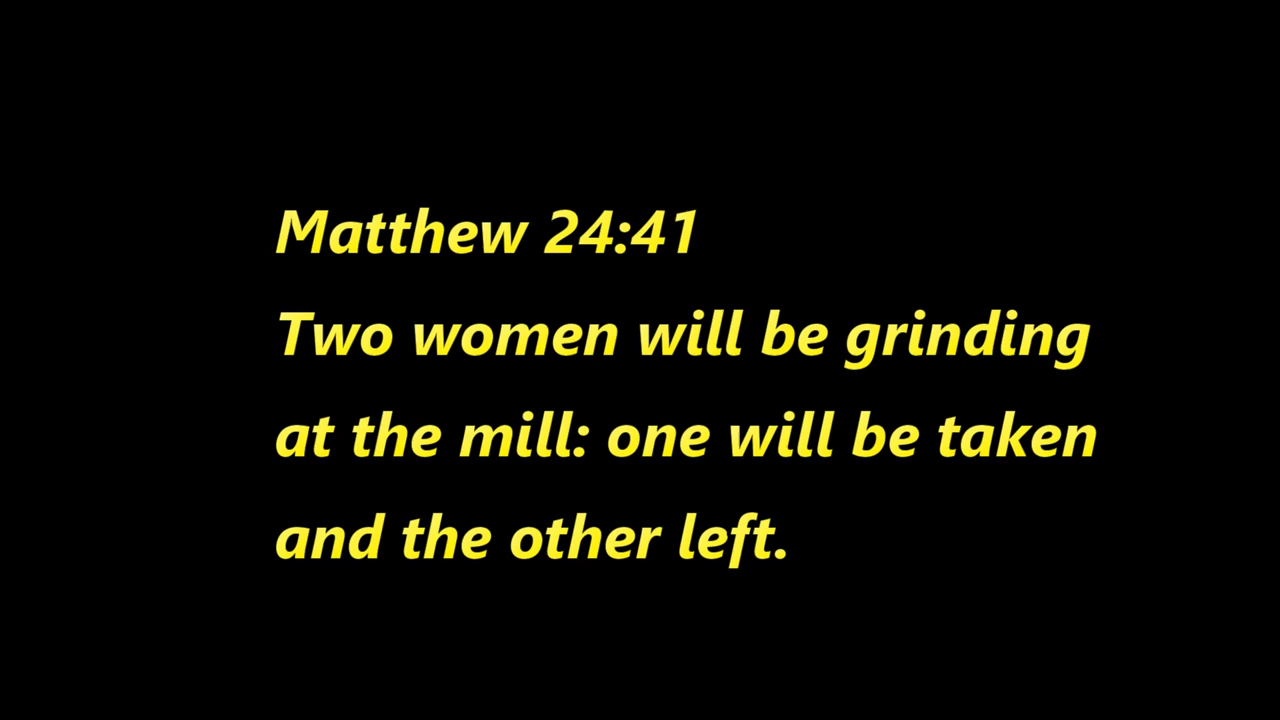 Matthew 24:41
Two women will be grinding
at the mill: one will be taken
and the other left.